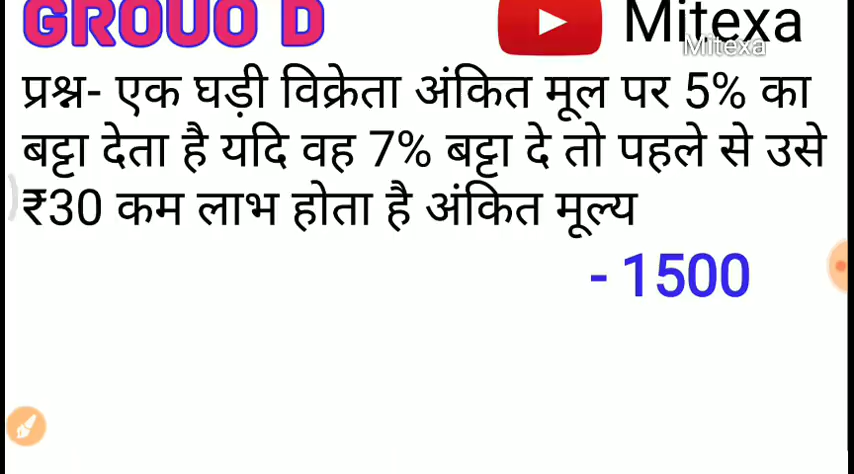 GROUO D
Mitexa
Mitexa
प्रश्न- एक घड़ी विक्रेता अंकित मूल पर 5% का
बट्टा देता है यदि वह 7% बट्टा दे तो पहले से उसे
₹30 कम लाभ होता है अंकित मूल्य
- 1500